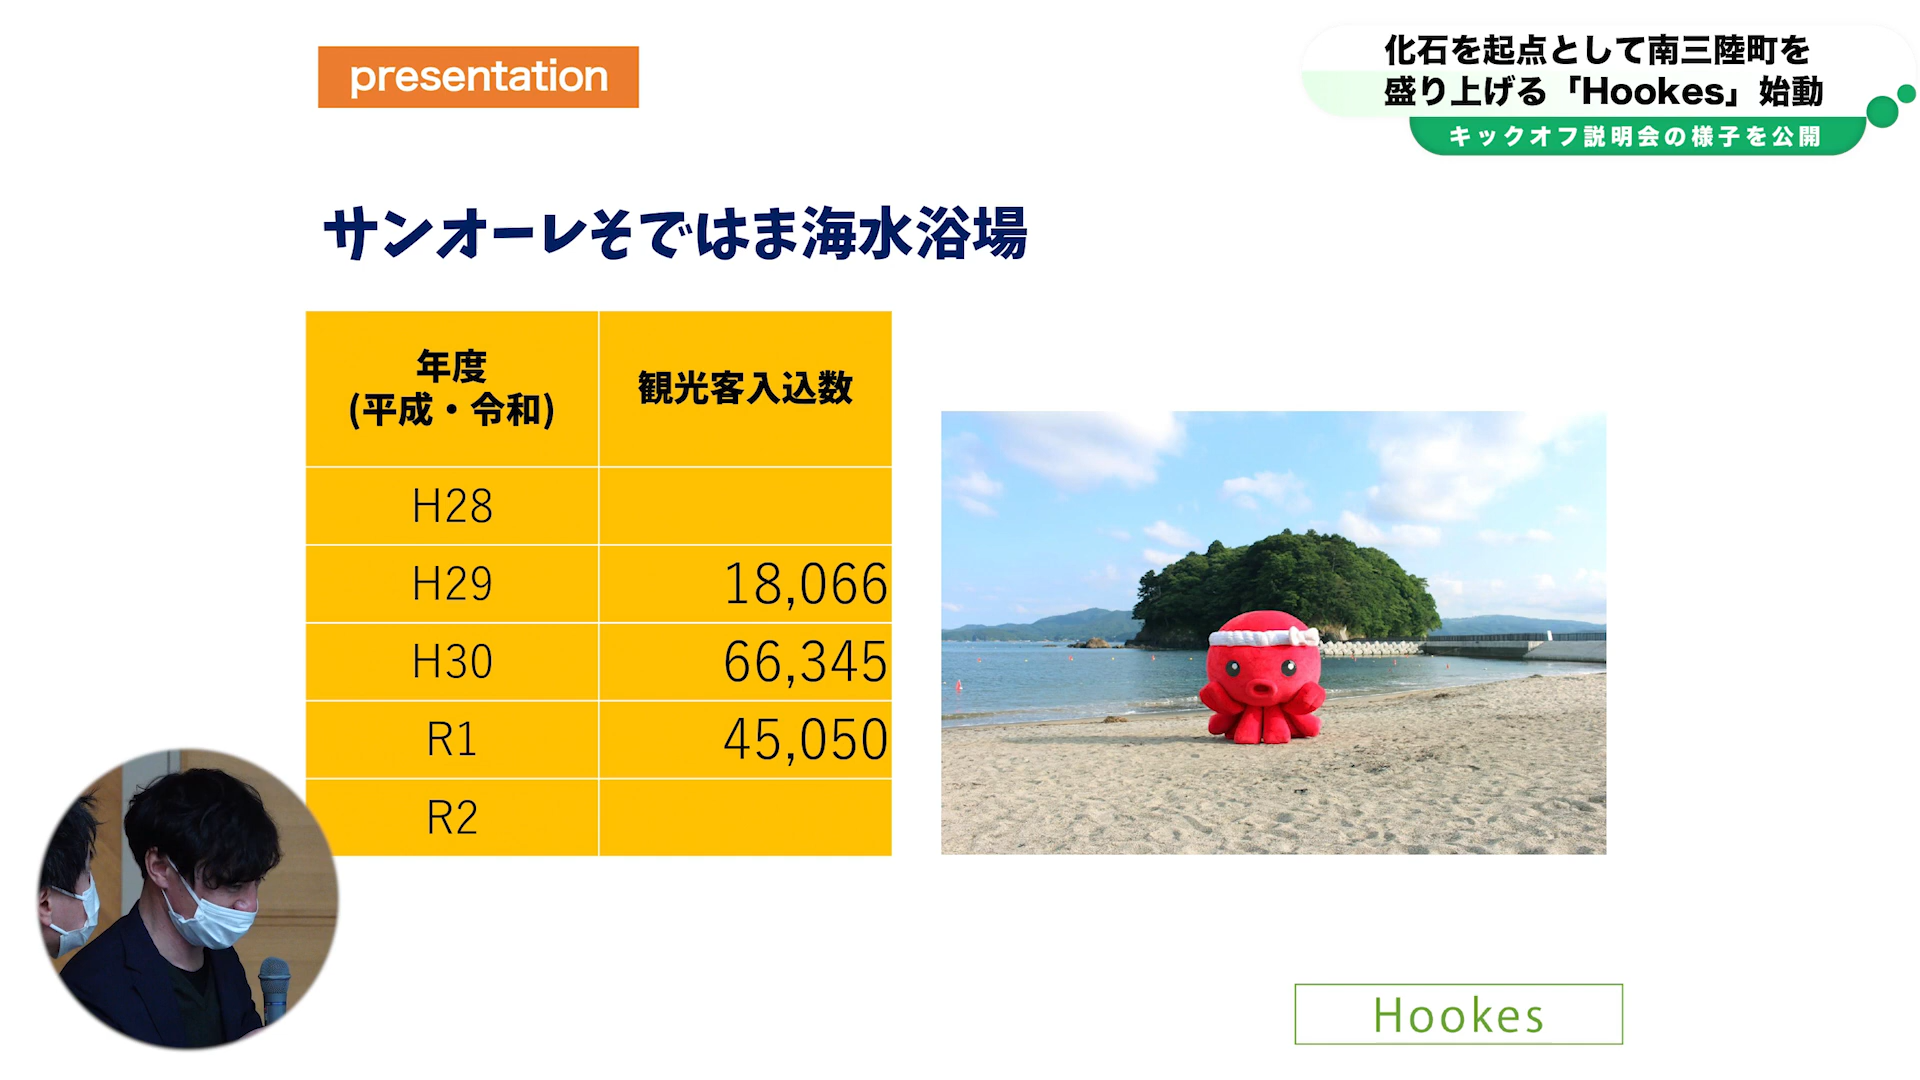 presentation
化石を起点として南三陸町を
盛り上げる「Hookes」始動
キックオフ説明会の様子を公開
サンオーレそではま海水浴場
年度
(平成・令和)
観光客入込数
H28
H29 18,066
H30 66,345
R1 45,050
R2
Hookes